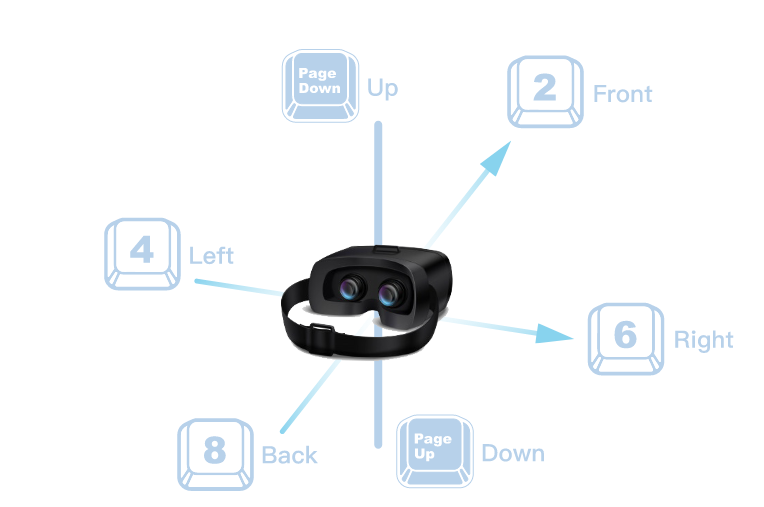 Page
Down
Up
2
Front
4
Left
6
Right
8
Back
Page
Up
Down